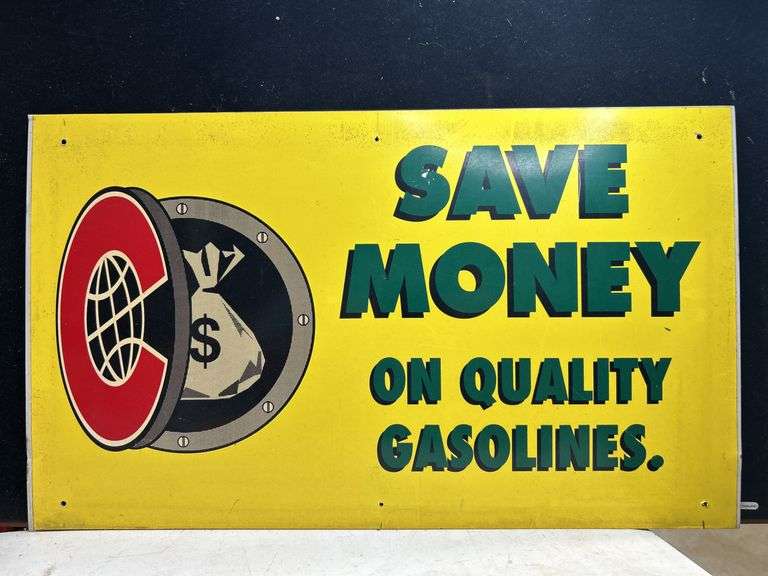 SAVE
MONEY
ON QUALITY
GASOLINES.
$